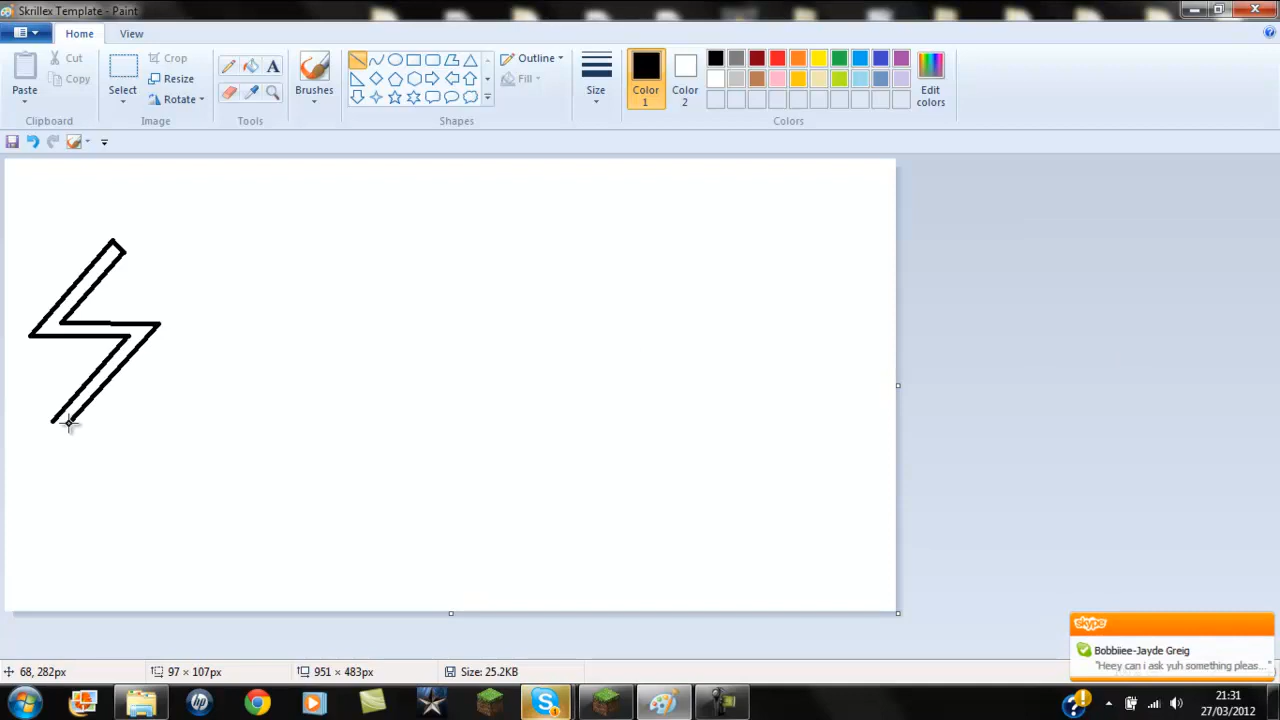 Skrillex Template - Paint
Home View
Cut
Copy
Paste
Clipboard
Select
Crop
Resize
Rotate
Image
A
Tools
Brushes
Outline
Fill
Shapes
Size
Color 1
Color 2
Colors
Edit colors
68, 282px 97 × 107px 951 × 483px Size: 25.2KB
skype
Bobbiiee-Jayde Greig
"Heey can i ask yuh something pleas..."
21:31
27/03/2012